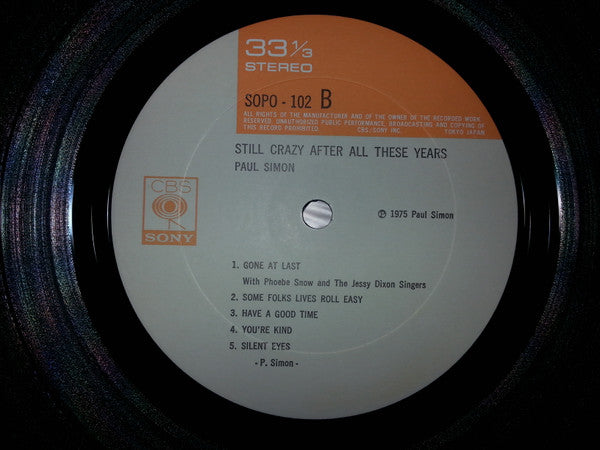 33 1/3
STEREO
SOPO - 102 B
ALL RIGHTS OF THE MANUFACTURER AND OF THE OWNER OF THE RECORDED WORK
RESERVED. UNAUTHORIZED PUBLIC PERFORMANCE, BROADCASTING AND COPYING OF
THIS RECORD PROHIBITED CBS/SONY INC. TOKYO JAPAN
STILL CRAZY AFTER ALL THESE YEARS
PAUL SIMON
CBS
SONY
℗ 1975 Paul Simon
1. GONE AT LAST
With Phoebe Snow and The Jessy Dixon Singers
2. SOME FOLKS LIVES ROLL EASY
3. HAVE A GOOD TIME
4. YOU'RE KIND
5. SILENT EYES
- P. Simon -